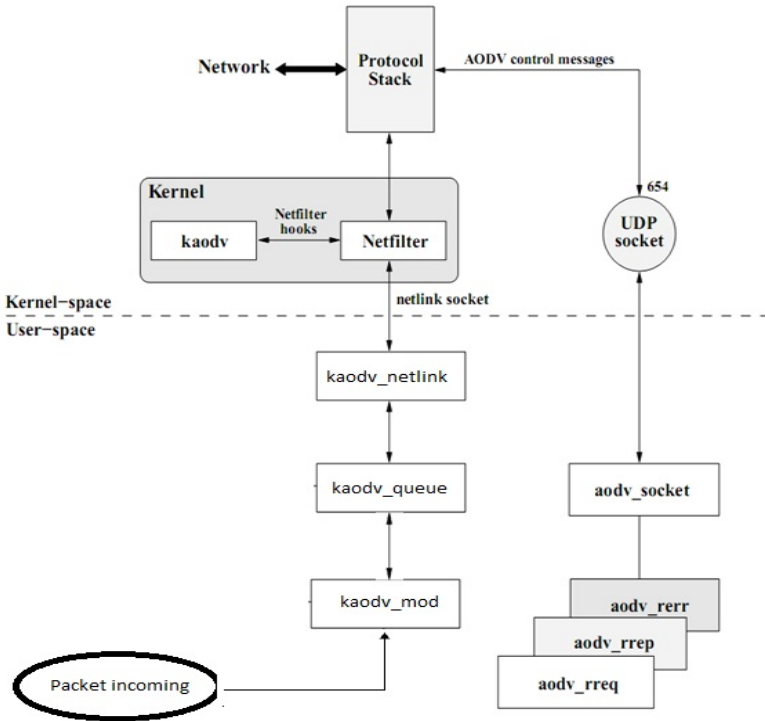 Protocol
Stack
Network
AODV control messages
Kernel
Netfilter
hooks
kaodv
Netfilter
654
UDP
socket
netlink socket
Kernel−space
User−space
kaodv_netlink
kaodv_queue
aodv_socket
kaodv_mod
aodv_rerr
aodv_rrep
aodv_rreq
Packet incoming